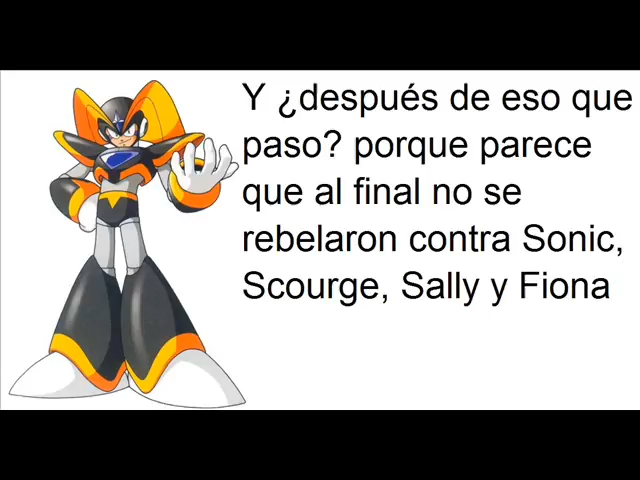 Y ¿después de eso que
paso? porque parece
que al final no se
rebelaron contra Sonic,
Scourge, Sally y Fiona